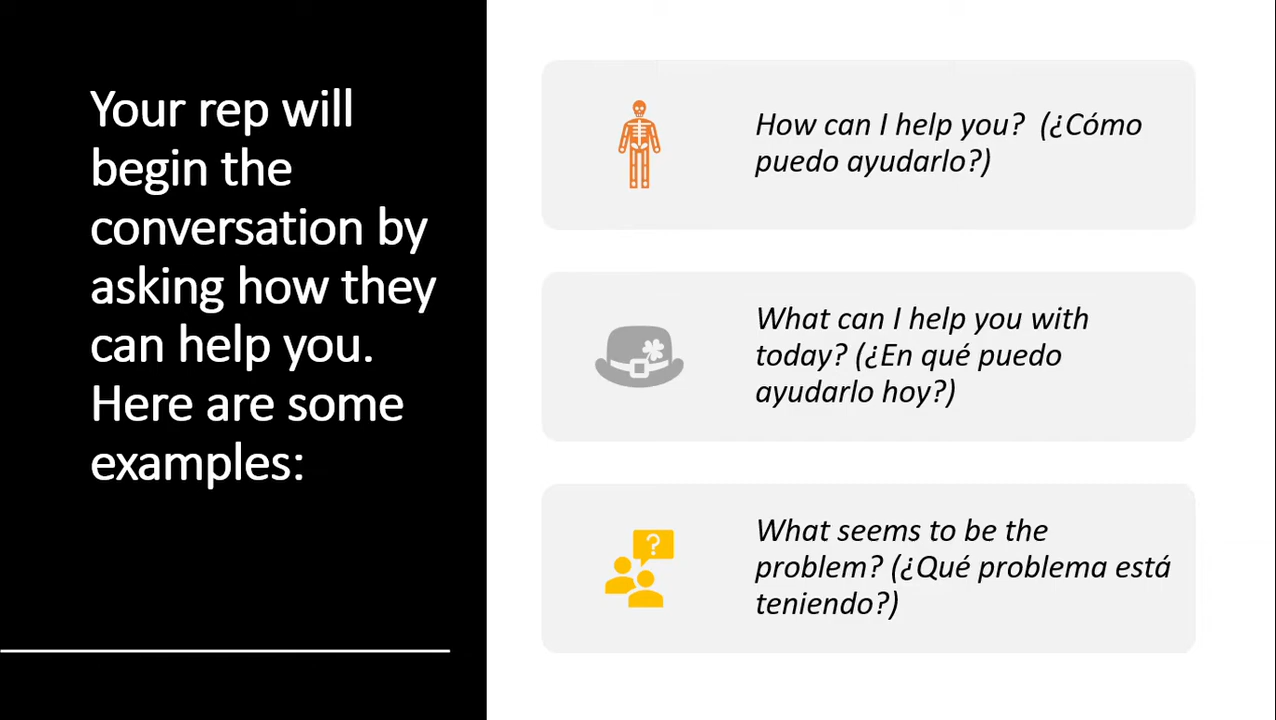 Your rep will
begin the
conversation by
asking how they
can help you.
Here are some
examples:
How can I help you?  (¿Cómo
puedo ayudarlo?)
What can I help you with
today? (¿En qué puedo
ayudarlo hoy?)
?
What seems to be the
problem? (¿Qué problema está
teniendo?)